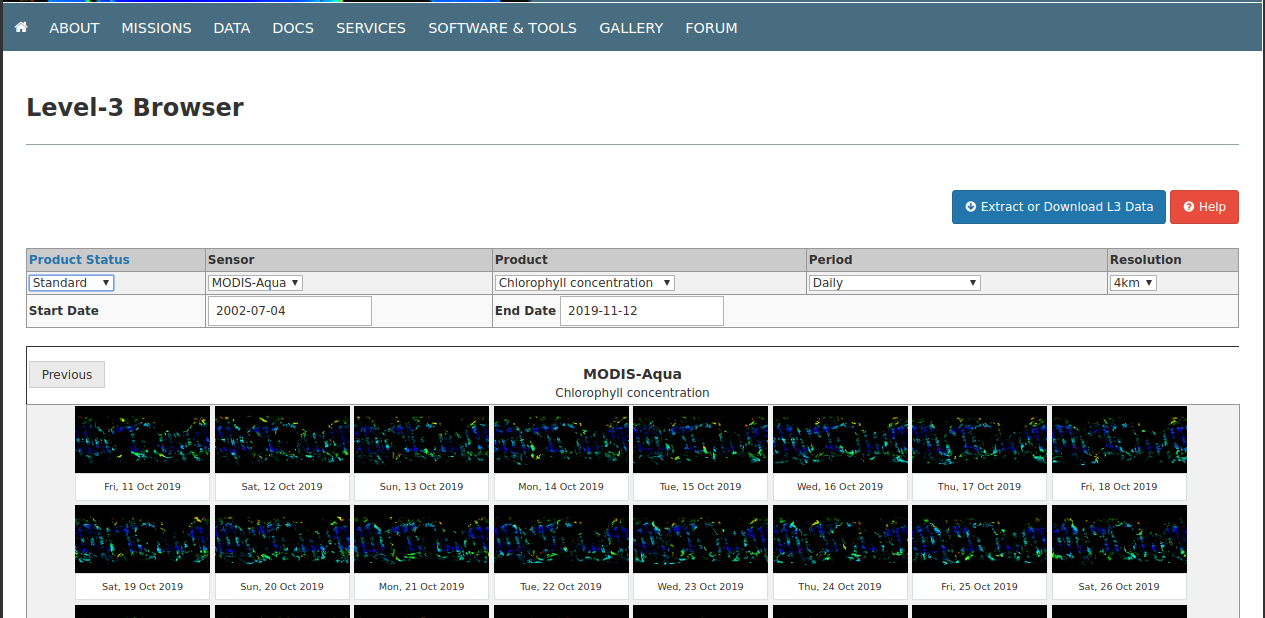 ABOUT MISSIONS DATA DOCS SERVICES SOFTWARE & TOOLS GALLERY FORUM
Level-3 Browser
Extract or Download L3 Data Help
Product Status Sensor Product Period Resolution
Standard MODIS-Aqua Chlorophyll concentration Daily 4km
Start Date 2002-07-04 End Date 2019-11-12
Previous
MODIS-Aqua
Chlorophyll concentration
Fri, 11 Oct 2019 Sat, 12 Oct 2019 Sun, 13 Oct 2019 Mon, 14 Oct 2019 Tue, 15 Oct 2019 Wed, 16 Oct 2019 Thu, 17 Oct 2019 Fri, 18 Oct 2019
Sat, 19 Oct 2019 Sun, 20 Oct 2019 Mon, 21 Oct 2019 Tue, 22 Oct 2019 Wed, 23 Oct 2019 Thu, 24 Oct 2019 Fri, 25 Oct 2019 Sat, 26 Oct 2019